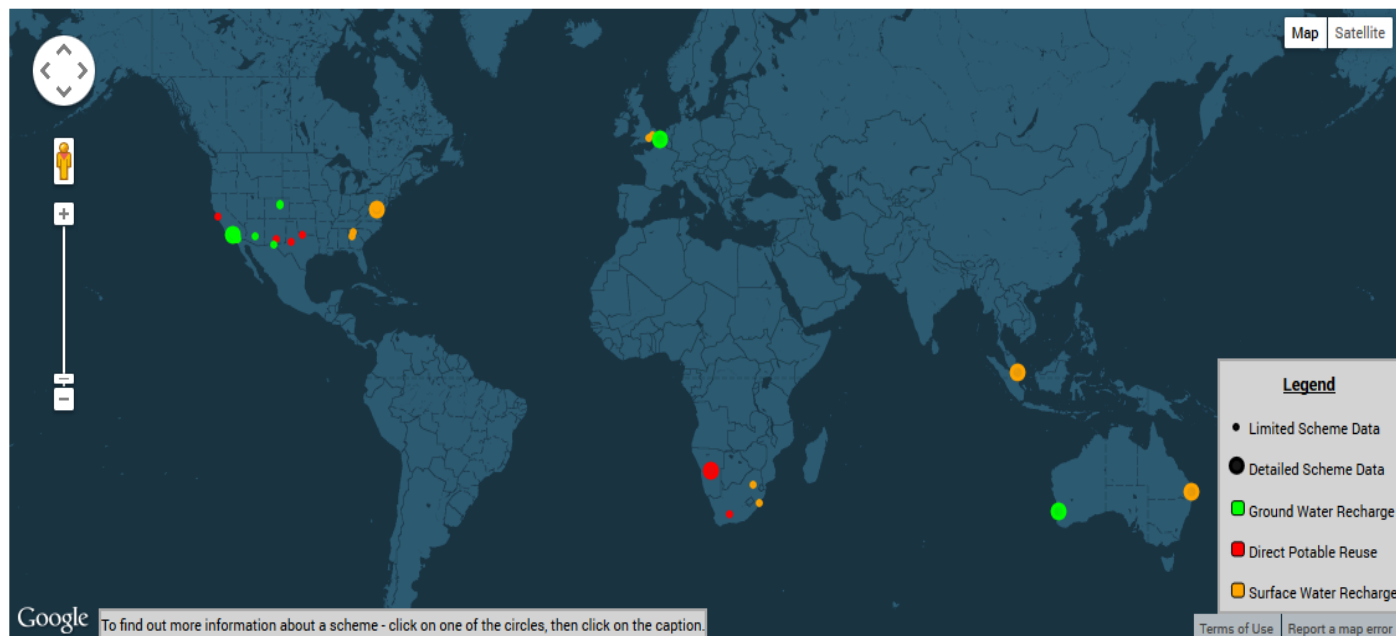 Map Satellite
Legend
Limited Scheme Data
Detailed Scheme Data
Ground Water Recharge
Direct Potable Reuse
Surface Water Recharge
Google
To find out more information about a scheme - click on one of the circles, then click on the caption.
Terms of Use Report a map error